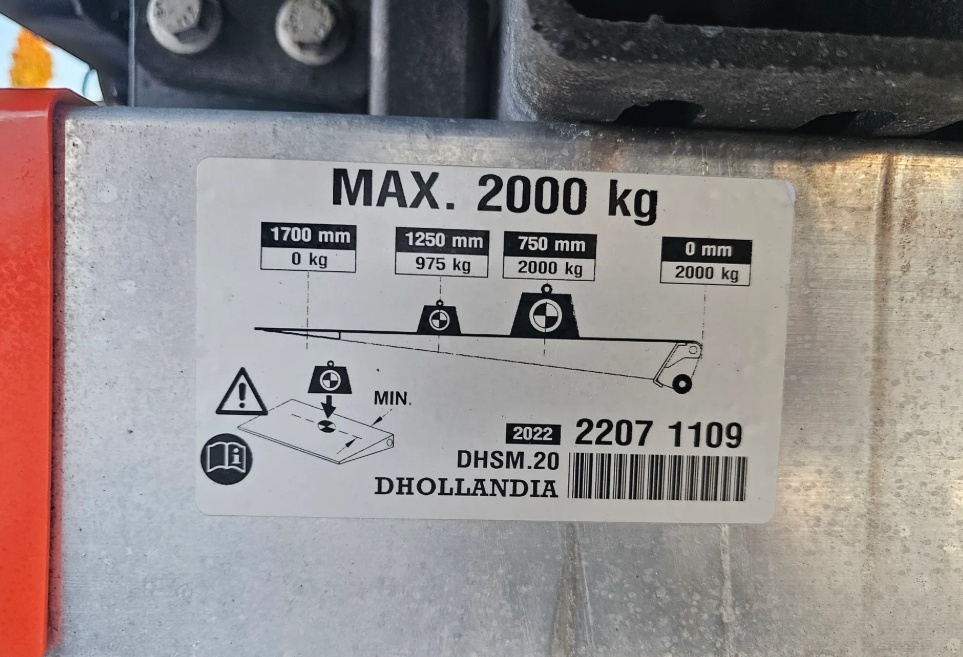 MAX. 2000 kg
1700 mm
0 kg
1250 mm
975 kg
750 mm
2000 kg
0 mm
2000 kg
MIN.
2022 2207 1109
DHSM.20
DHOLLANDIA